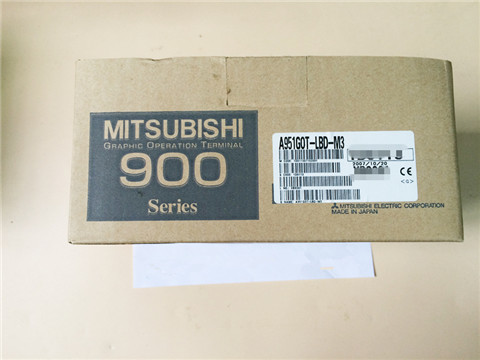 MITSUBISHI
GRAPHIC OPERATION TERMINAL
900
Series
A951GOT-LBD-M3
2007/10/20
CE
<G>
MITSUBISHI ELECTRIC CORPORATION
MADE IN JAPAN